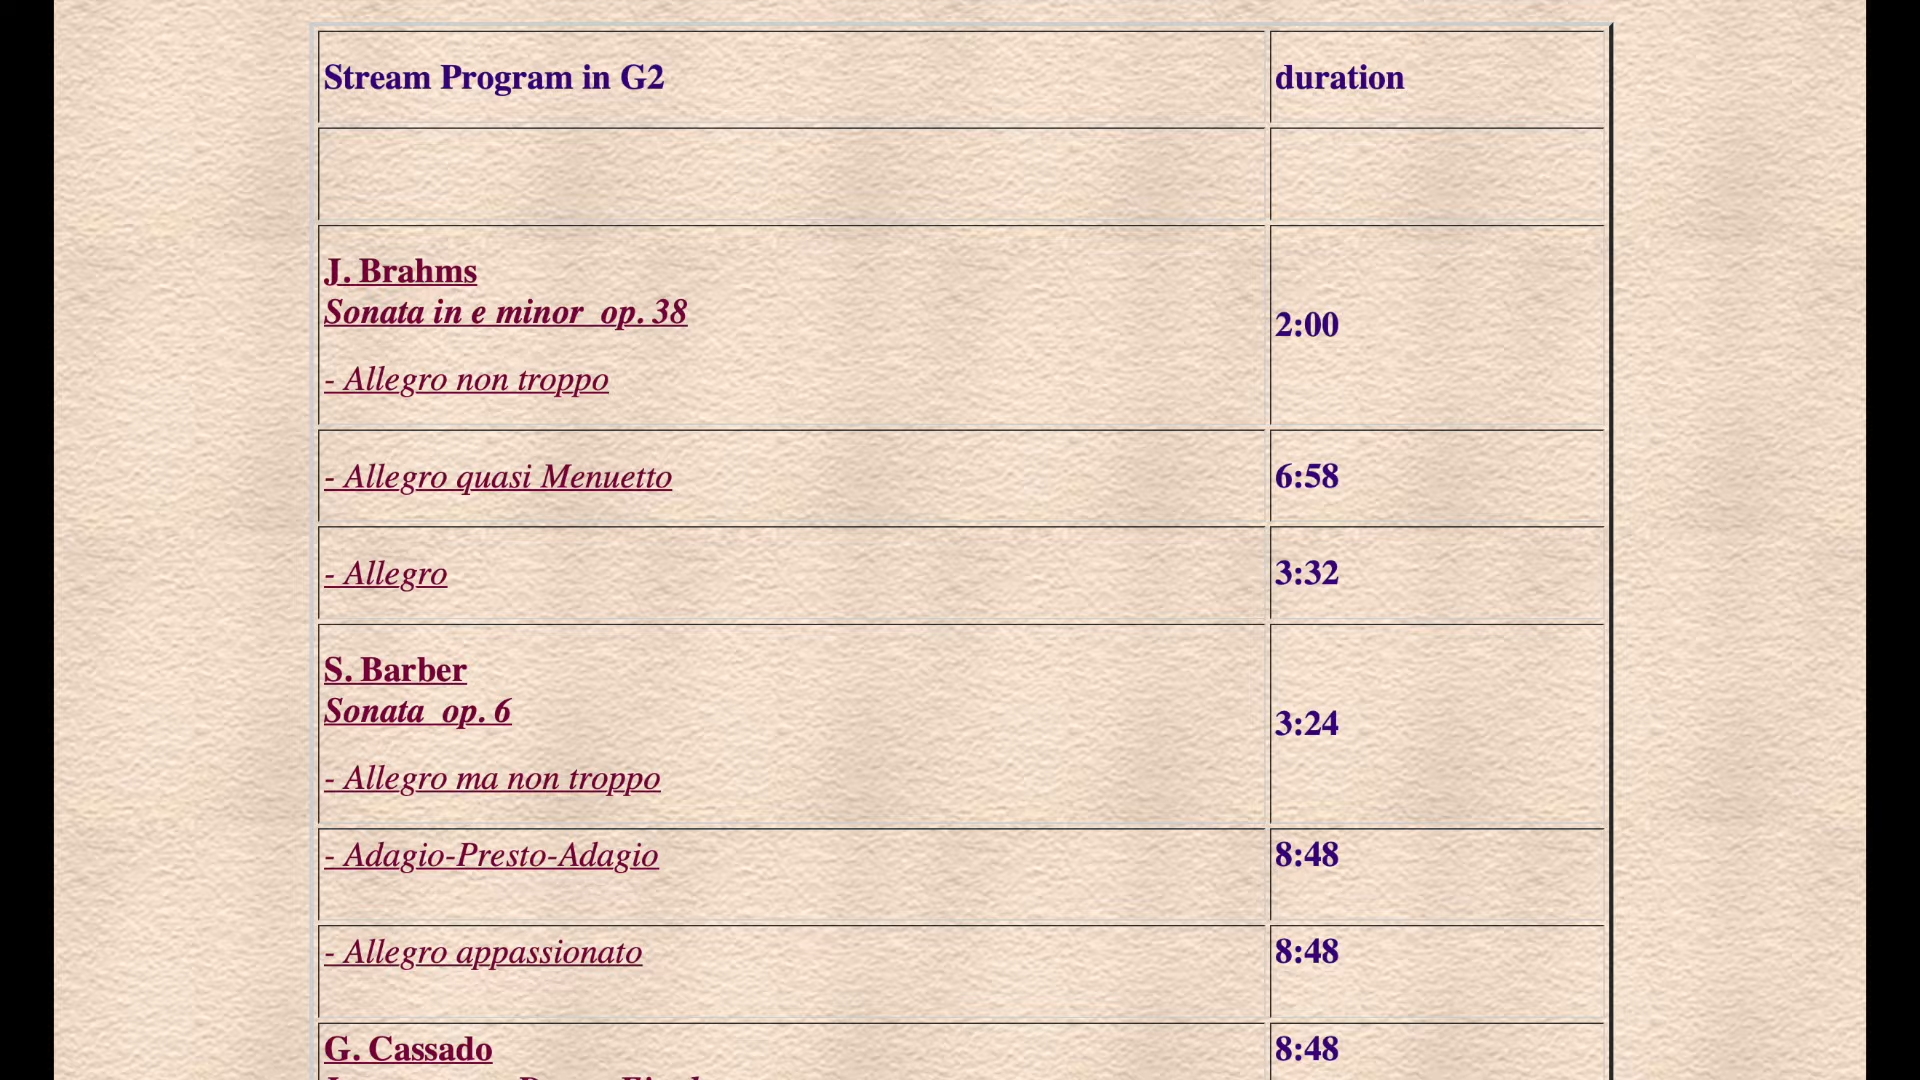 Stream Program in G2
duration
J. Brahms
Sonata in e minor  op. 38
- Allegro non troppo
2:00
- Allegro quasi Menuetto
6:58
- Allegro
3:32
S. Barber
Sonata  op. 6
- Allegro ma non troppo
3:24
- Adagio-Presto-Adagio
8:48
- Allegro appassionato
8:48
G. Cassado
8:48